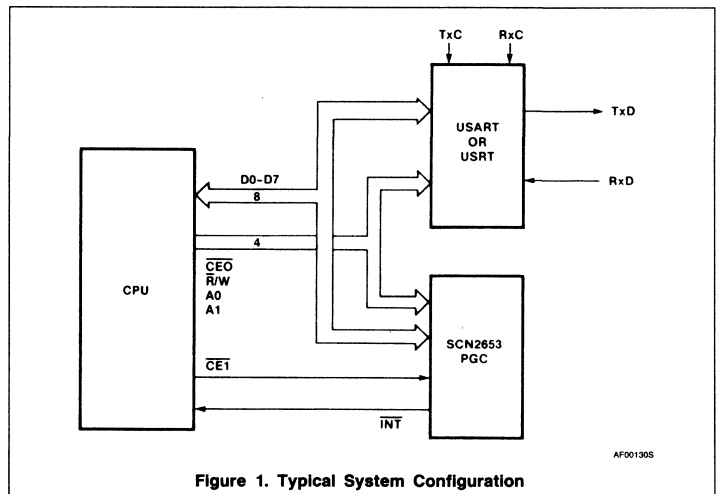 TxC RxC
USART
OR
USRT
TxD
RxD
D0-D7
8
4
CPU
CEO
R/W
A0
A1
SCN2653
PGC
CE1
INT
AF00130S
Figure 1. Typical System Configuration